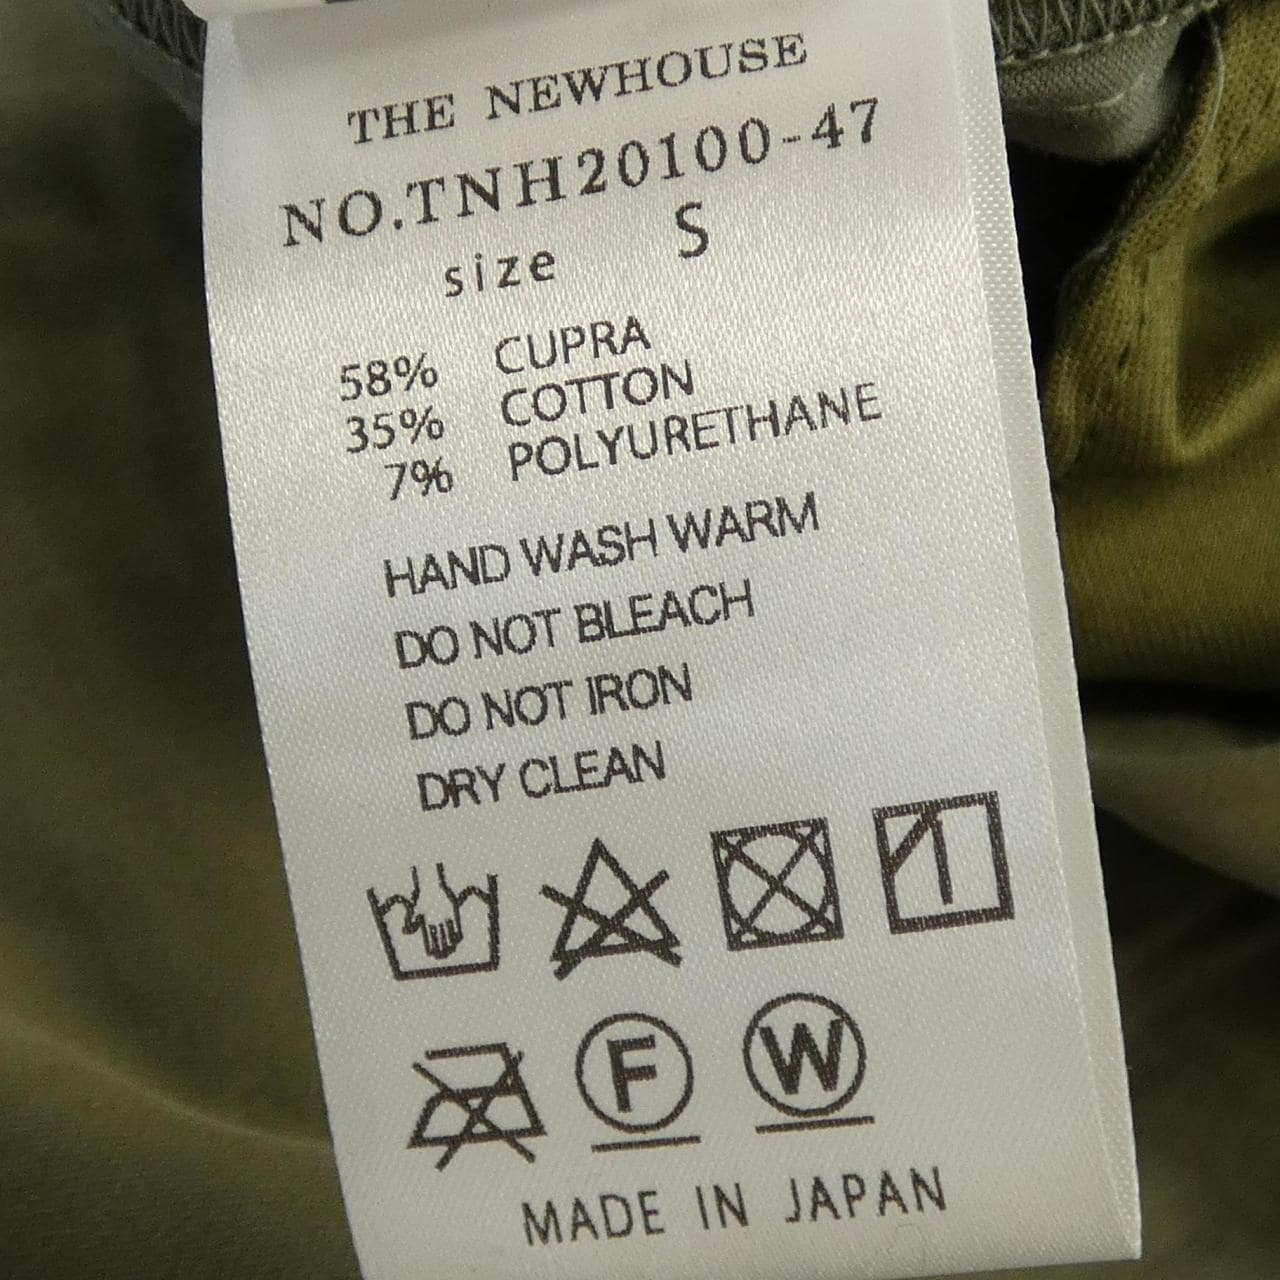 THE NEWHOUSE
NO.TNH20100-47
size S
58% CUPRA
35% COTTON
7% POLYURETHANE
HAND WASH WARM
DO NOT BLEACH
DO NOT IRON
DRY CLEAN
F W
MADE IN JAPAN